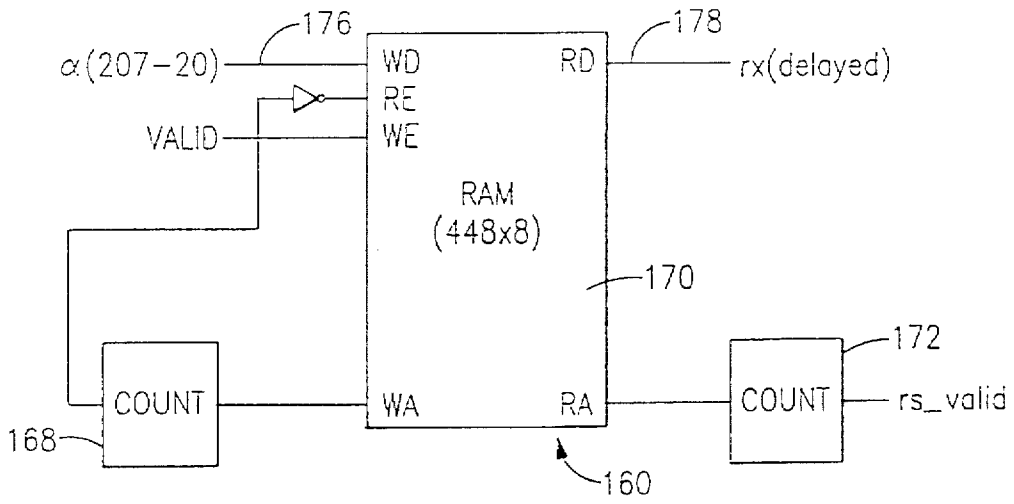 176
178
α(207-20)
WD
RD
rx(delayed)
RE
VALID
WE
RAM
(448x8)
170
172
COUNT
WA
RA
COUNT
rs_valid
168
160